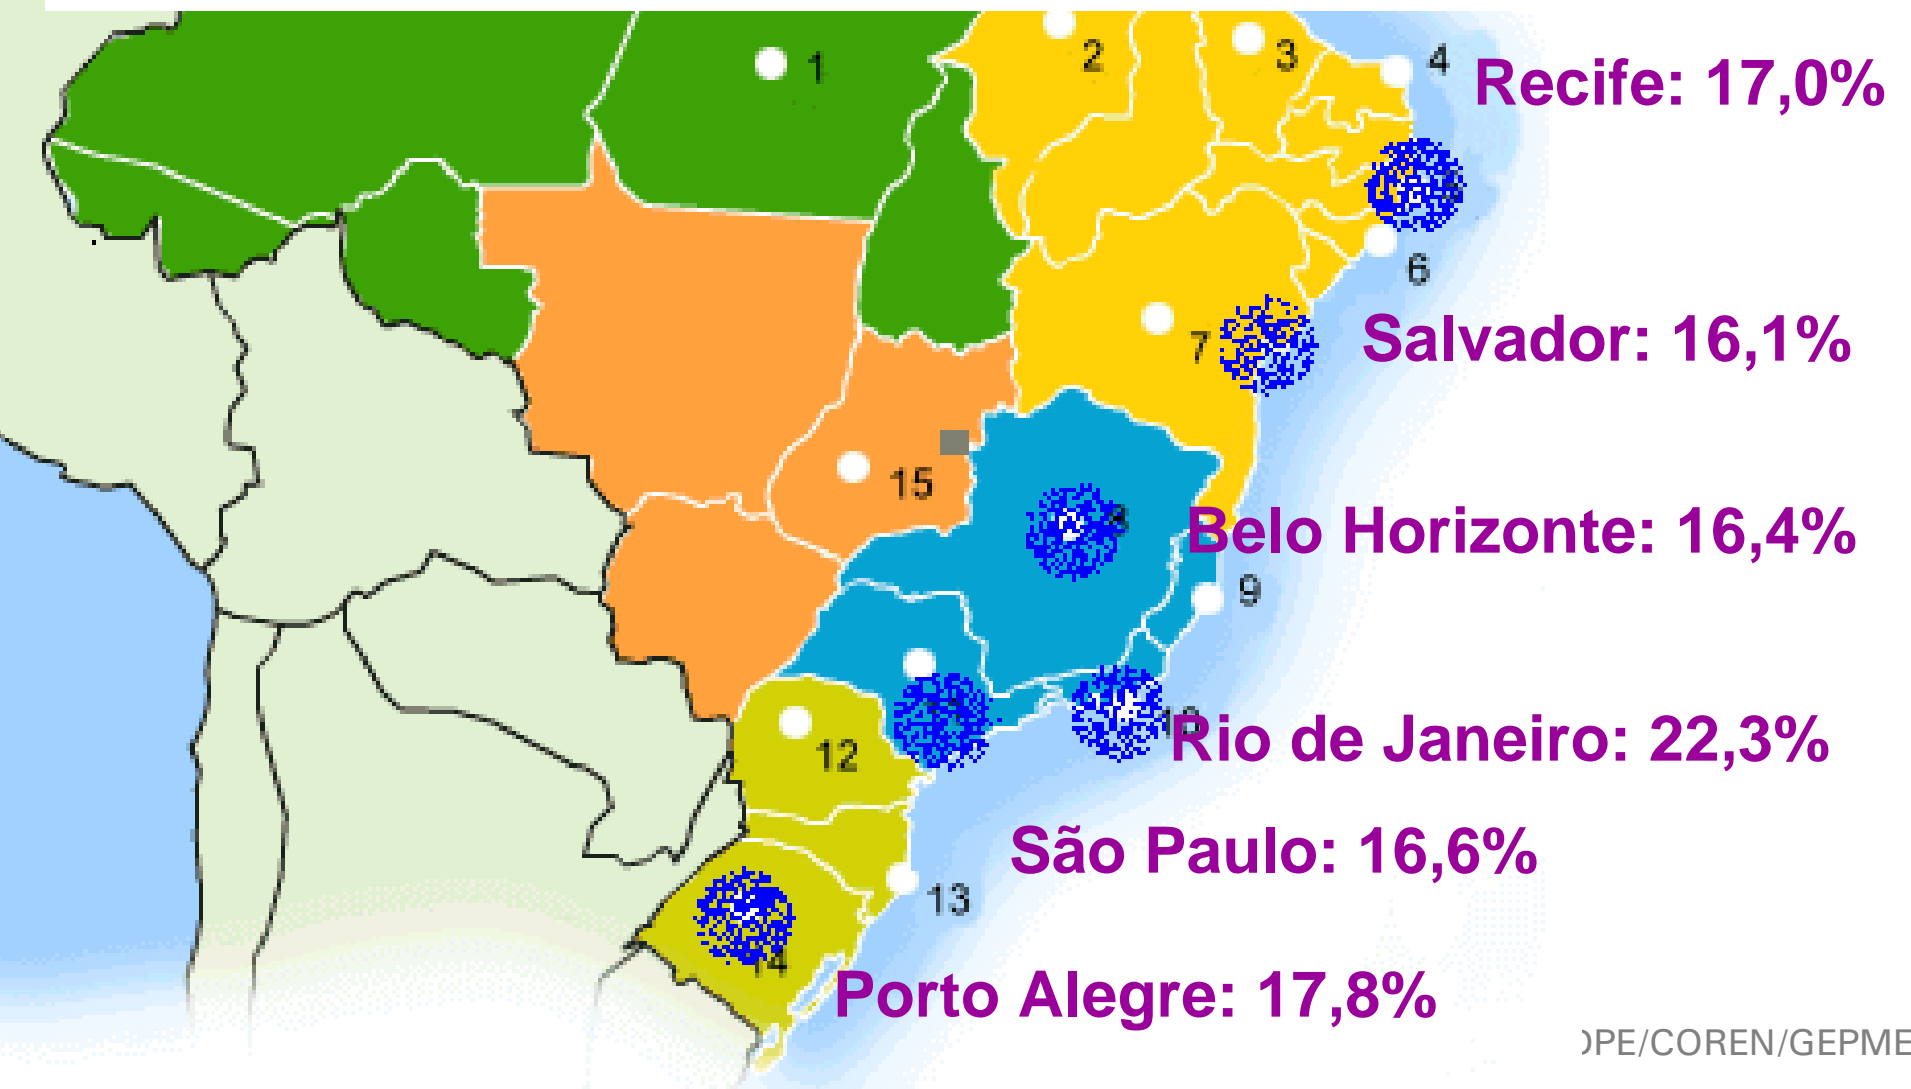 1
2
3
4
Recife: 17,0%
6
Salvador: 16,1%
7
15
Belo Horizonte: 16,4%
9
Rio de Janeiro: 22,3%
12
São Paulo: 16,6%
13
14
Porto Alegre: 17,8%
PE/COREN/GEPME